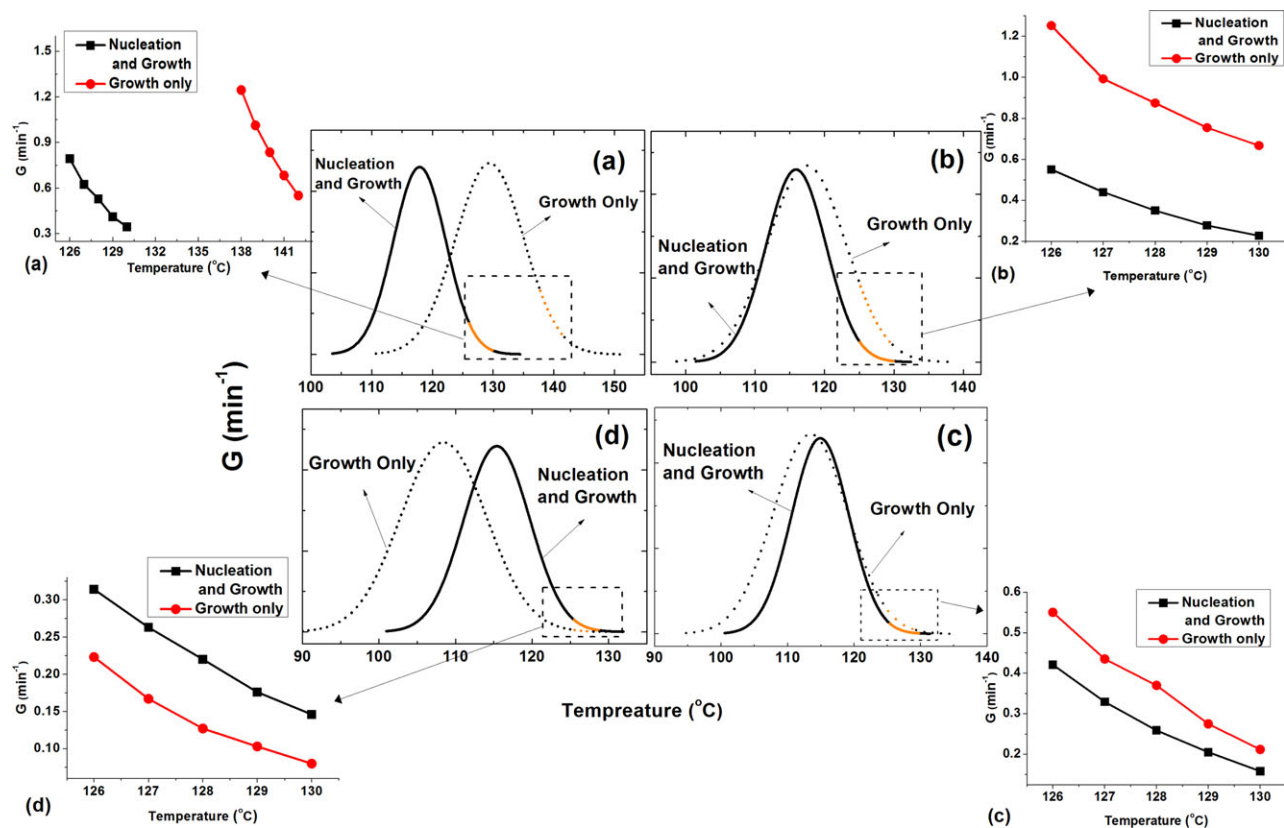 1.5
1.2
0.9
0.6
0.3
G (min⁻¹)
Nucleation
and Growth
Growth only
126 129 132 135 138 141
Temperature (°C)
(a)
Nucleation
and Growth
Growth Only
(a)
100 110 120 130 140 150
Nucleation
and Growth
Growth Only
(b)
100 110 120 130 140
1.2
1.0
0.8
0.6
0.4
0.2
G (min⁻¹)
Nucleation
and Growth
Growth only
126 127 128 129 130
Temperature (°C)
(b)
G (min⁻¹)
Growth Only
Nucleation
and Growth
(d)
90 100 110 120 130
Nucleation
and Growth
Growth Only
(c)
90 100 110 120 130 140
Tempreature (°C)
0.30
0.25
0.20
0.15
0.10
G (min⁻¹)
Nucleation
and Growth
Growth only
126 127 128 129 130
Temperature (°C)
(d)
0.6
0.5
0.4
0.3
0.2
G (min⁻¹)
Nucleation
and Growth
Growth only
126 127 128 129 130
Temperature (°C)
(c)